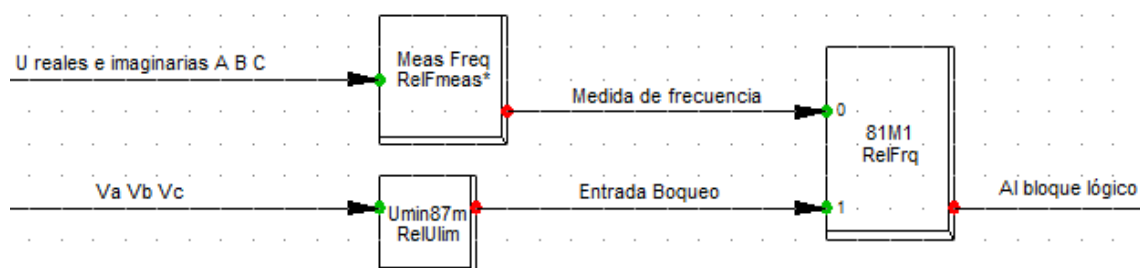 U reales e imaginarias A B C
Meas Freq
RelFmeas*
Medida de frecuencia
0
81M1
RelFrq
Va Vb Vc
Umin87m
RelUlim
Entrada Boqueo
1
Al bloque lógico